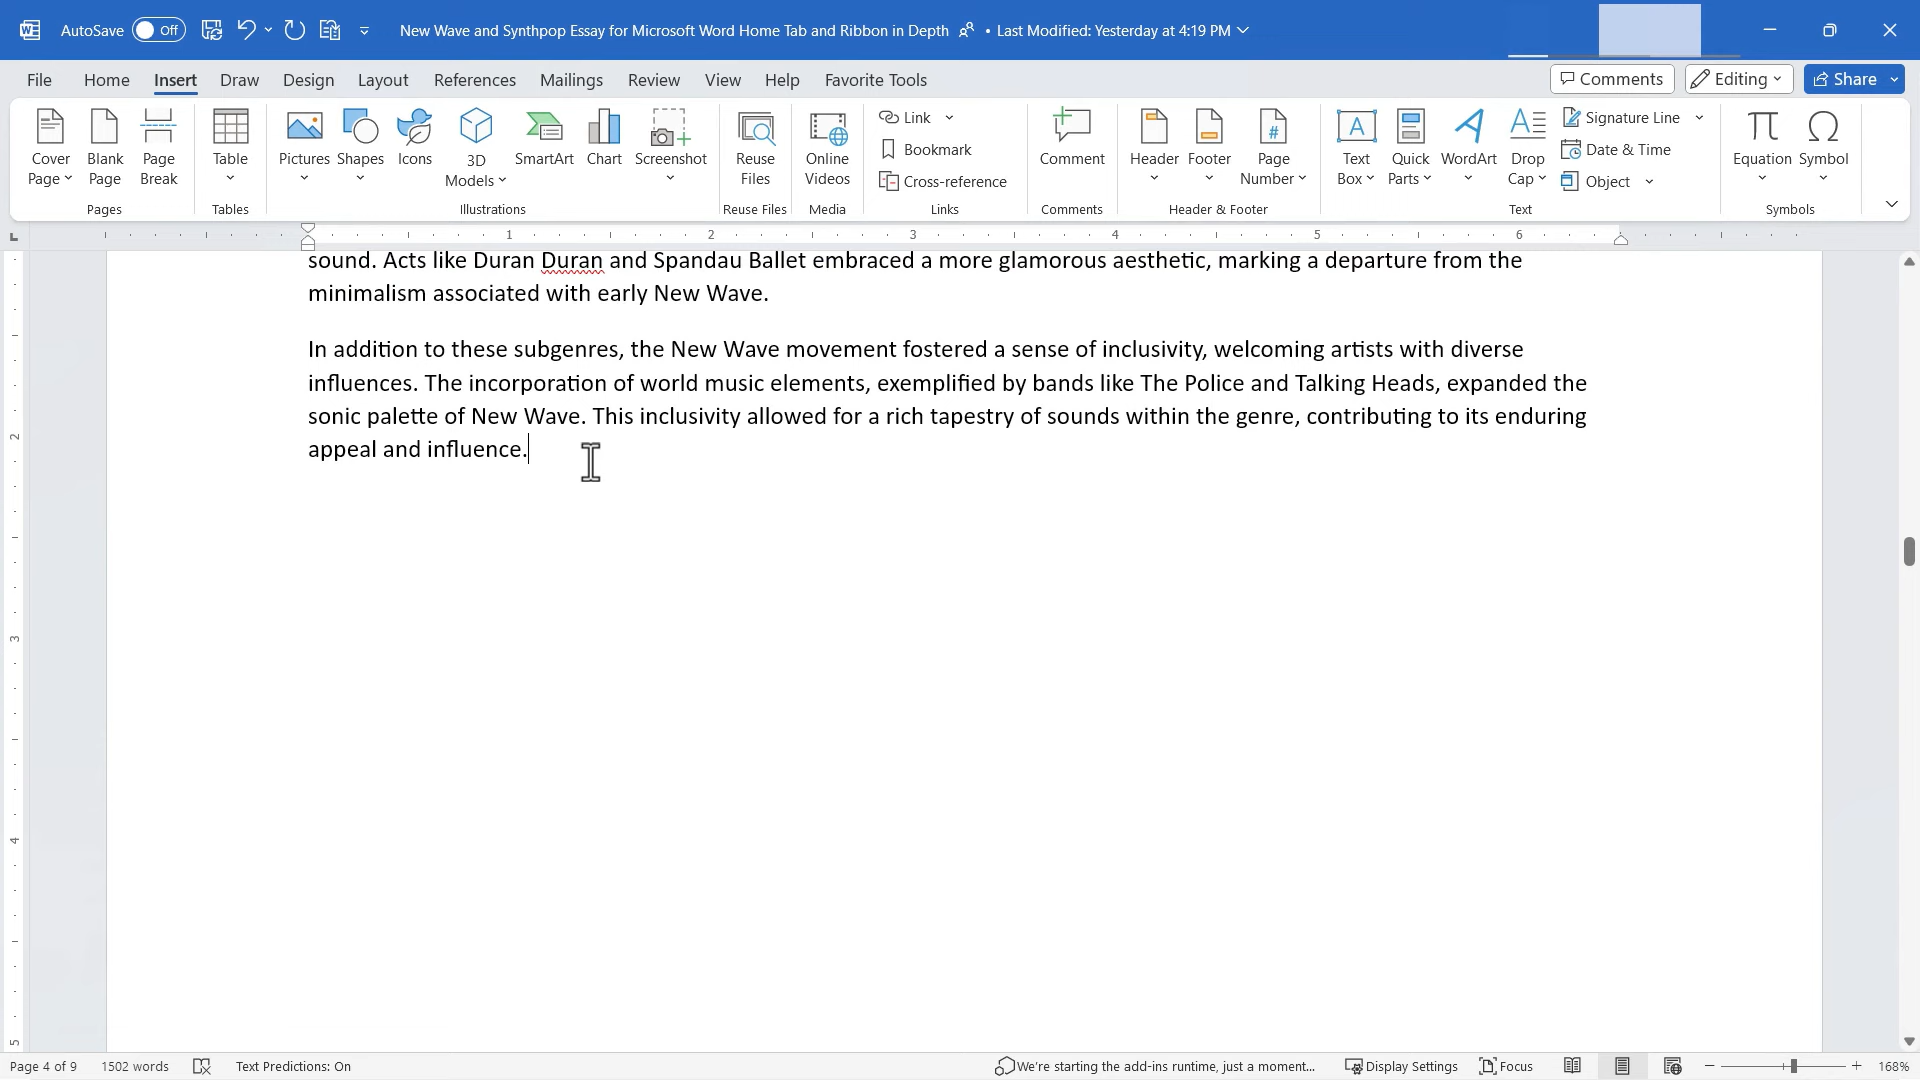 AutoSave Off New Wave and Synthpop Essay for Microsoft Word Home Tab and Ribbon in Depth • Last Modified: Yesterday at 4:19 PM
File Home Insert Draw Design Layout References Mailings Review View Help Favorite Tools Comments Editing Share
Cover Page
Blank Page
Page Break
Pages
Table
Tables
Pictures
Shapes
Icons
3D Models
SmartArt
Chart
Screenshot
Illustrations
Reuse Files
Reuse Files
Online Videos
Media
Link
Bookmark
Cross-reference
Links
Comment
Comments
Header
Footer
Page Number
Header & Footer
Text Box
Quick Parts
WordArt
Drop Cap
Signature Line
Date & Time
Object
Text
Equation
Symbol
Symbols
1 2 3 4 5 6
sound. Acts like Duran Duran and Spandau Ballet embraced a more glamorous aesthetic, marking a departure from the
minimalism associated with early New Wave.
In addition to these subgenres, the New Wave movement fostered a sense of inclusivity, welcoming artists with diverse
influences. The incorporation of world music elements, exemplified by bands like The Police and Talking Heads, expanded the
sonic palette of New Wave. This inclusivity allowed for a rich tapestry of sounds within the genre, contributing to its enduring
appeal and influence.
2
3
4
5
Page 4 of 9 1502 words Text Predictions: On We're starting the add-ins runtime, just a moment... Display Settings Focus 168%